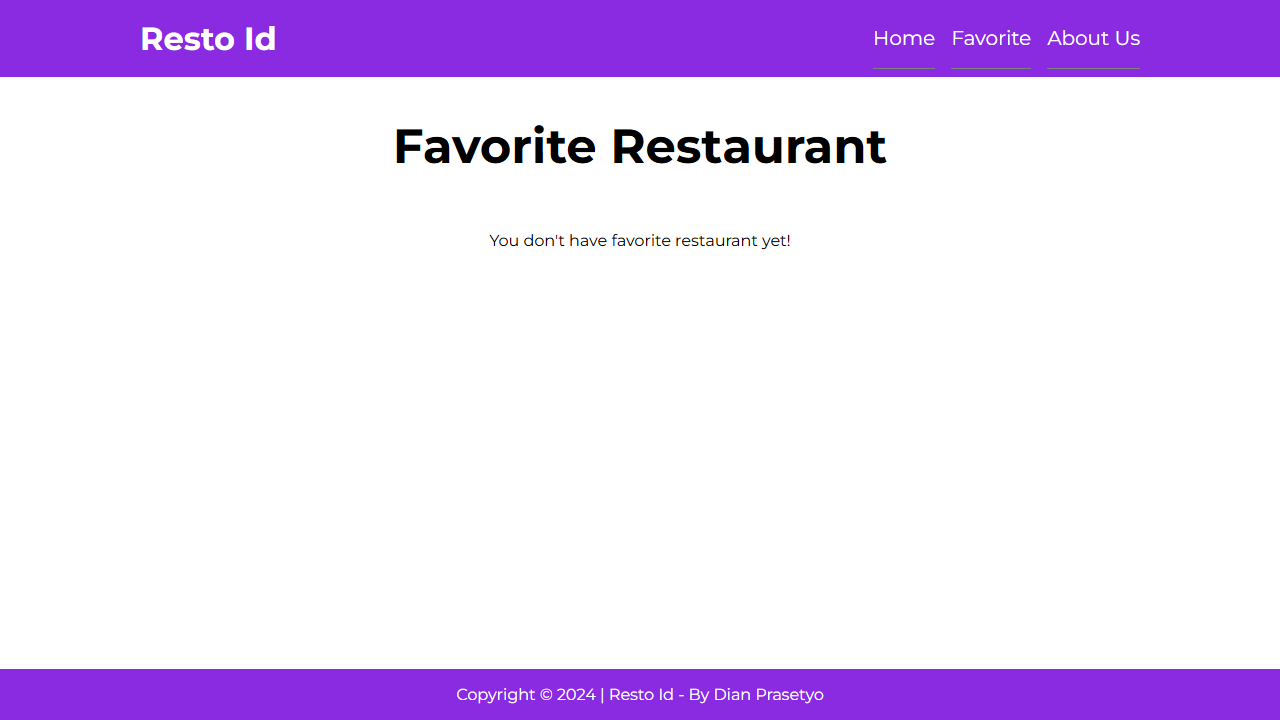 Resto Id
Home Favorite About Us
Favorite Restaurant
You don't have favorite restaurant yet!
Copyright © 2024 | Resto Id - By Dian Prasetyo